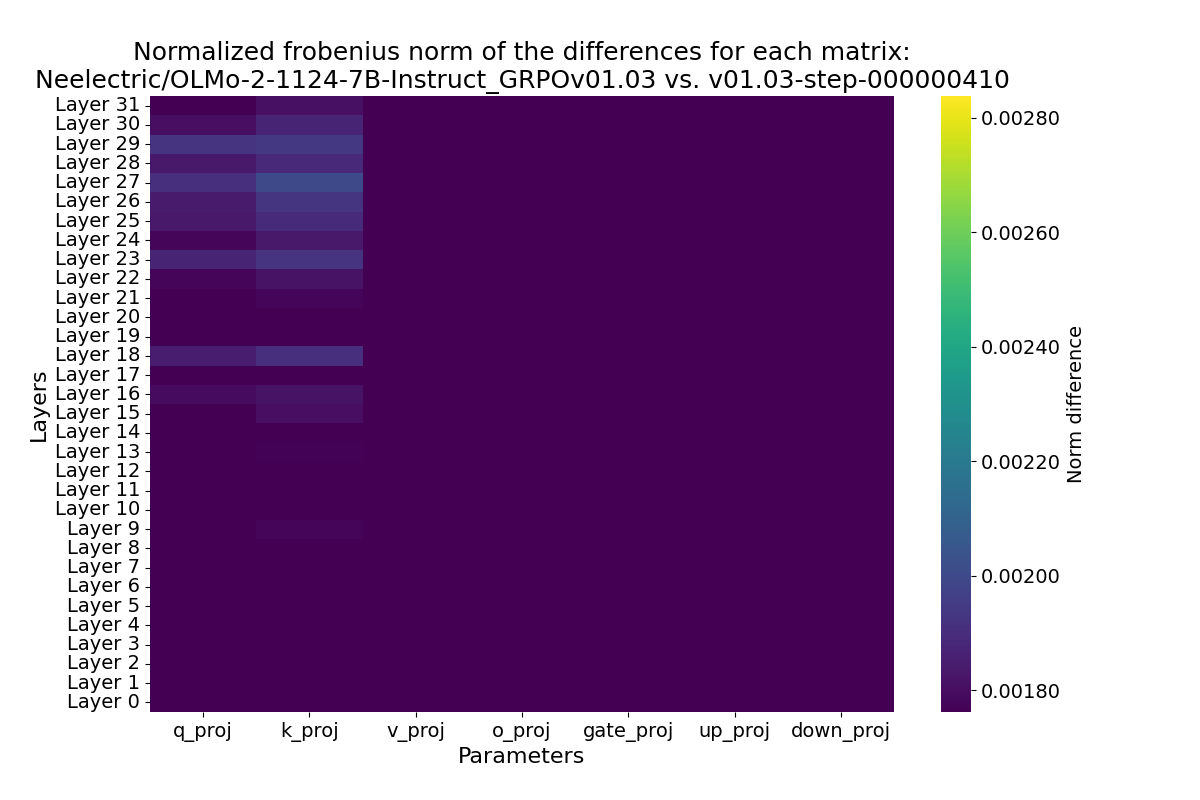 Normalized frobenius norm of the differences for each matrix:
Neelectric/OLMo-2-1124-7B-Instruct_GRPOv01.03 vs. v01.03-step-000000410
Layer 31
Layer 30
Layer 29
Layer 28
Layer 27
Layer 26
Layer 25
Layer 24
Layer 23
Layer 22
Layer 21
Layer 20
Layer 19
Layer 18
Layer 17
Layer 16
Layer 15
Layer 14
Layer 13
Layer 12
Layer 11
Layer 10
Layer 9
Layer 8
Layer 7
Layer 6
Layer 5
Layer 4
Layer 3
Layer 2
Layer 1
Layer 0
Layers
q_proj k_proj v_proj o_proj gate_proj up_proj down_proj
Parameters
0.00280
0.00260
0.00240
0.00220
0.00200
0.00180
Norm difference